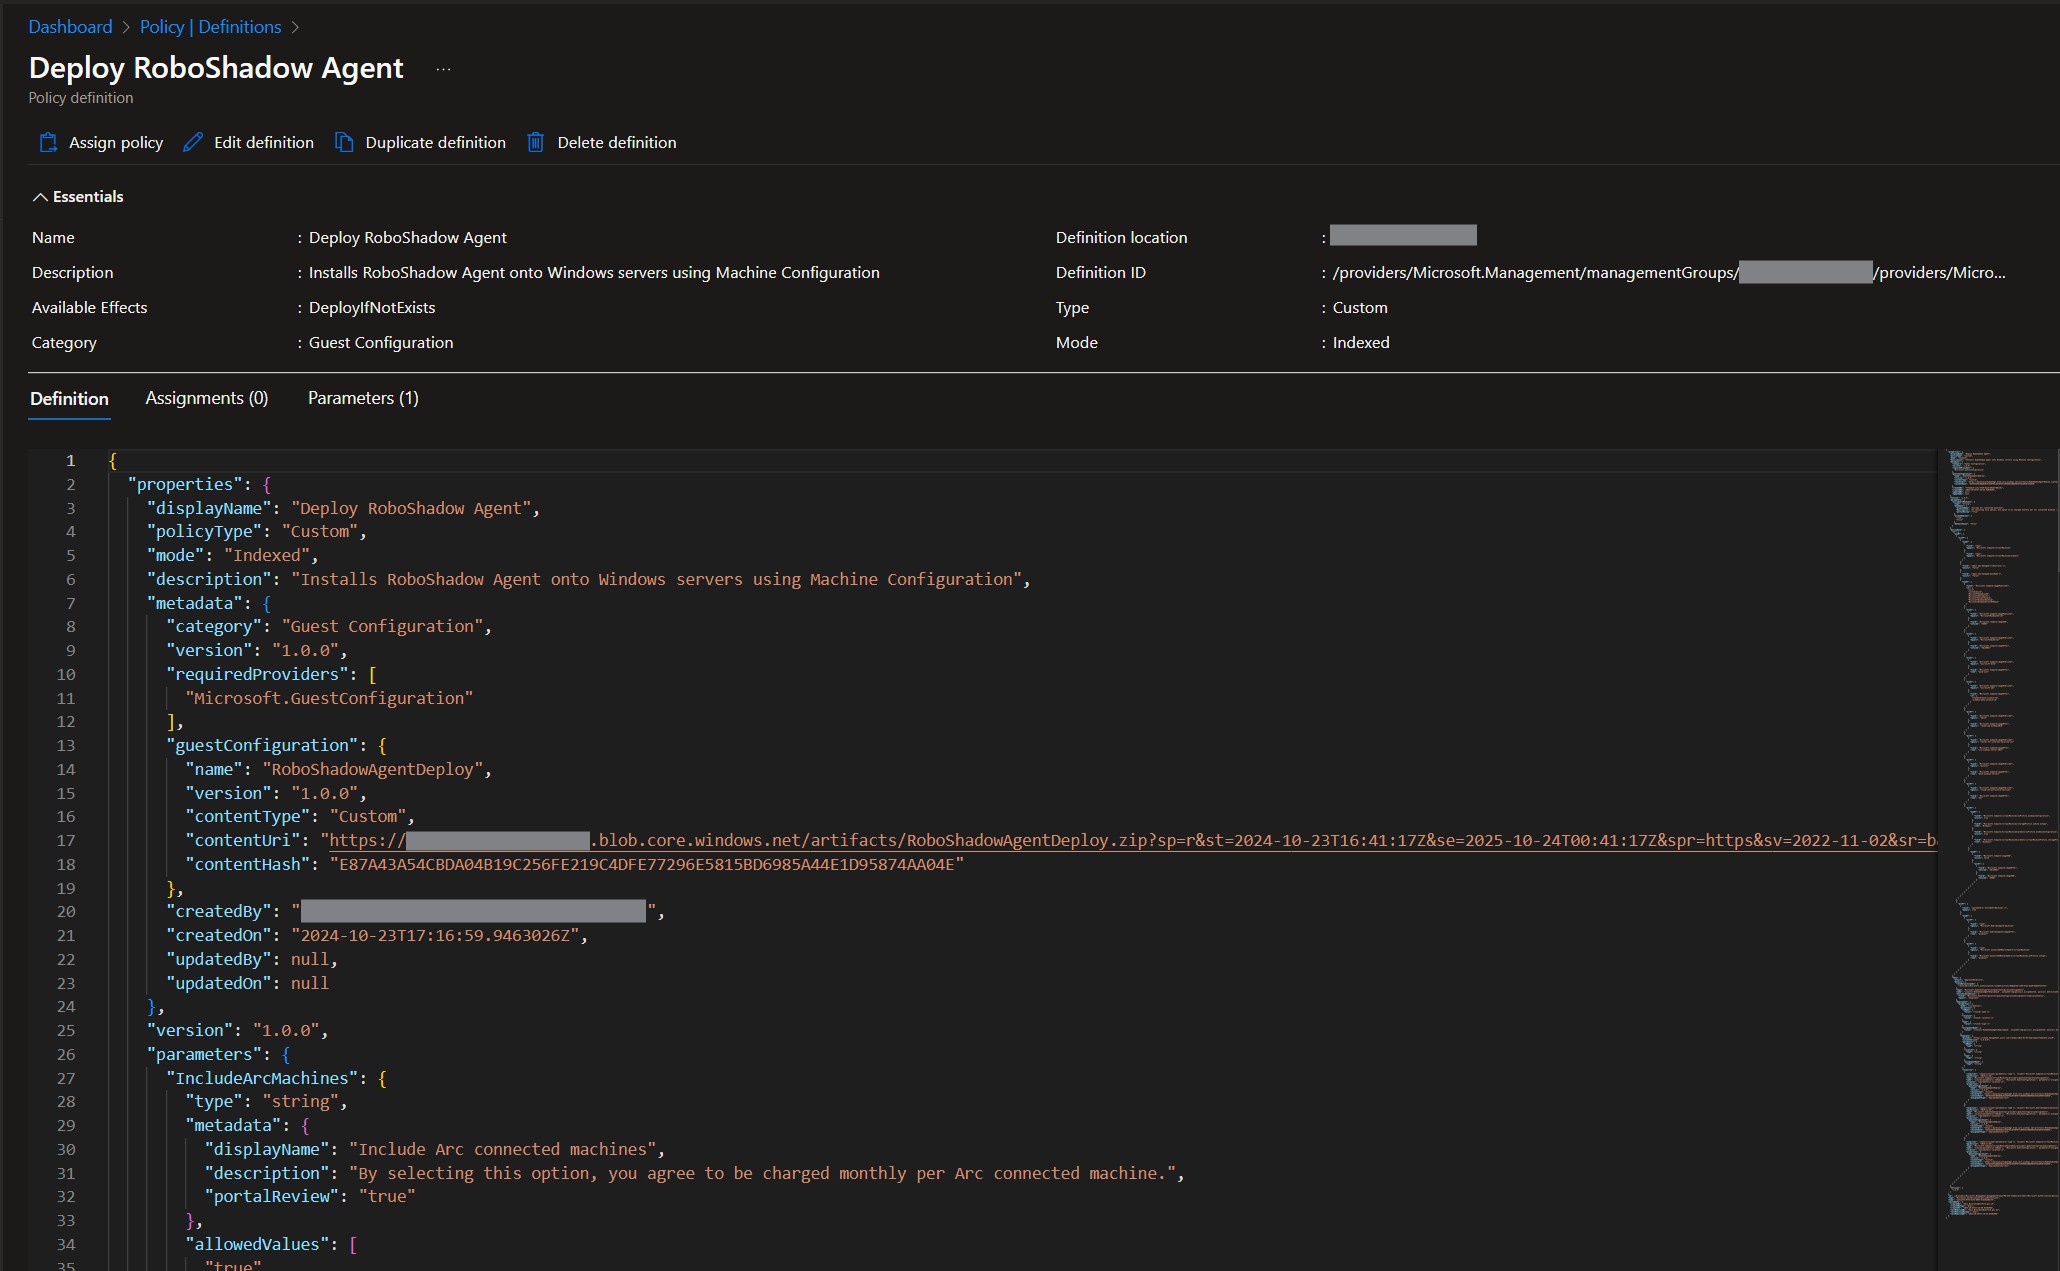 Dashboard > Policy | Definitions >
Deploy RoboShadow Agent ...
Policy definition
Assign policy Edit definition Duplicate definition Delete definition
Essentials
Name : Deploy RoboShadow Agent Definition location :
Description : Installs RoboShadow Agent onto Windows servers using Machine Configuration Definition ID : /providers/Microsoft.Management/managementGroups/ /providers/Micro...
Available Effects : DeployIfNotExists Type : Custom
Category : Guest Configuration Mode : Indexed
Definition Assignments (0) Parameters (1)
1 {
2 "properties": {
3 "displayName": "Deploy RoboShadow Agent",
4 "policyType": "Custom",
5 "mode": "Indexed",
6 "description": "Installs RoboShadow Agent onto Windows servers using Machine Configuration",
7 "metadata": {
8 "category": "Guest Configuration",
9 "version": "1.0.0",
10 "requiredProviders": [
11 "Microsoft.GuestConfiguration"
12 ],
13 "guestConfiguration": {
14 "name": "RoboShadowAgentDeploy",
15 "version": "1.0.0",
16 "contentType": "Custom",
17 "contentUri": "https:// .blob.core.windows.net/artifacts/RoboShadowAgentDeploy.zip?sp=r&st=2024-10-23T16:41:17Z&se=2025-10-24T00:41:17Z&spr=https&sv=2022-11-02&sr=b
18 "contentHash": "E87A43A54CBDA04B19C256FE219C4DFE77296E5815BD6985A44E1D95874AA04E"
19 },
20 "createdBy": " ",
21 "createdOn": "2024-10-23T17:16:59.9463026Z",
22 "updatedBy": null,
23 "updatedOn": null
24 },
25 "version": "1.0.0",
26 "parameters": {
27 "IncludeArcMachines": {
28 "type": "string",
29 "metadata": {
30 "displayName": "Include Arc connected machines",
31 "description": "By selecting this option, you agree to be charged monthly per Arc connected machine.",
32 "portalReview": "true"
33 },
34 "allowedValues": [
35 "true"